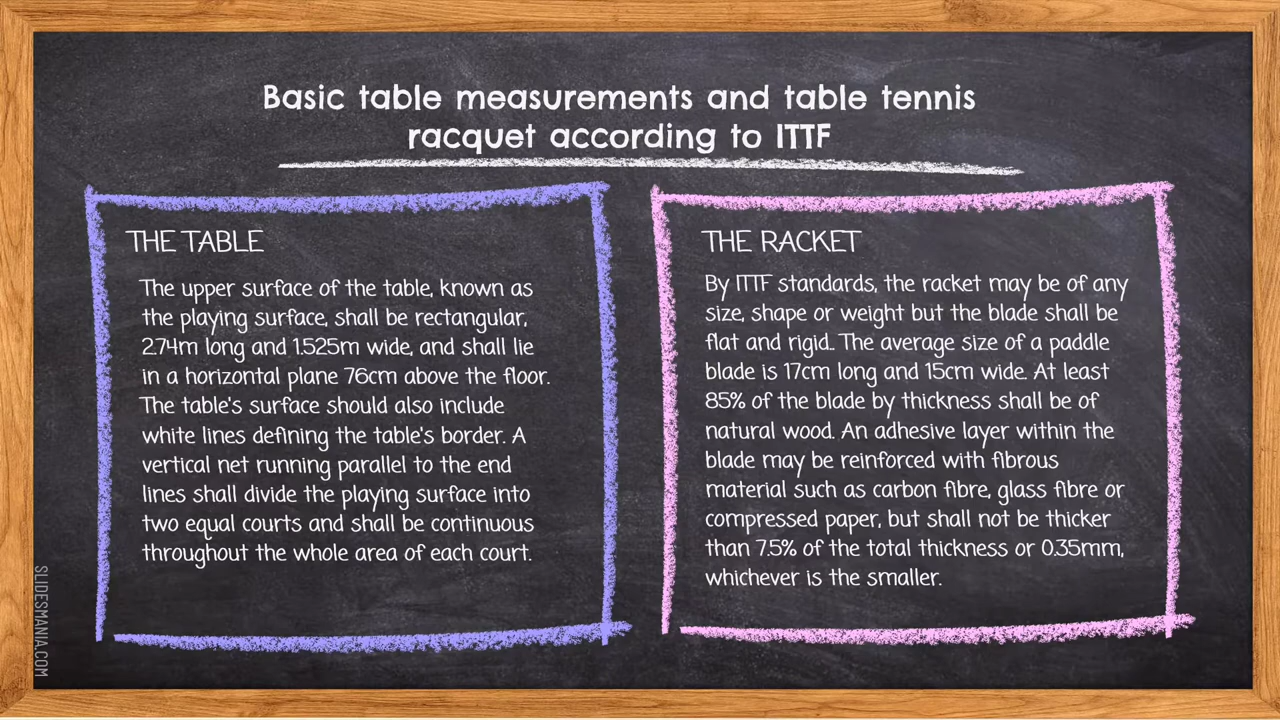 Basic table measurements and table tennis
racquet according to ITTF
THE TABLE
The upper surface of the table, known as
the playing surface, shall be rectangular,
2.74m long and 1.525m wide, and shall lie
in a horizontal plane 76cm above the floor.
The table's surface should also include
white lines defining the table's border. A
vertical net running parallel to the end
lines shall divide the playing surface into
two equal courts and shall be continuous
throughout the whole area of each court.
THE RACKET
By ITTF standards, the racket may be of any
size, shape or weight but the blade shall be
flat and rigid.. The average size of a paddle
blade is 17cm long and 15cm wide. At least
85% of the blade by thickness shall be of
natural wood. An adhesive layer within the
blade may be reinforced with fibrous
material such as carbon fibre, glass fibre or
compressed paper, but shall not be thicker
than 7.5% of the total thickness or 0.35mm,
whichever is the smaller.
SLIDESMANIA.COM